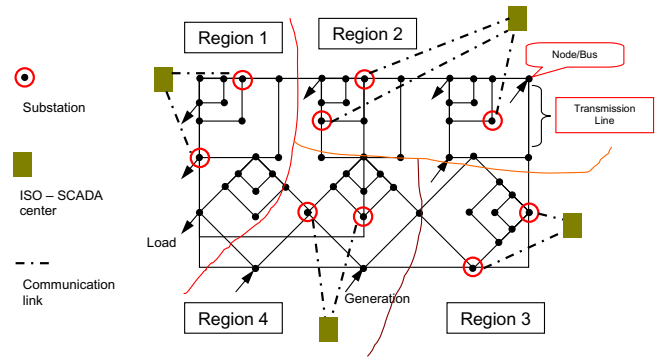 Region 1
Region 2
Node/Bus
Substation
Transmission
Line
ISO – SCADA
center
Load
Communication
link
Generation
Region 4
Region 3